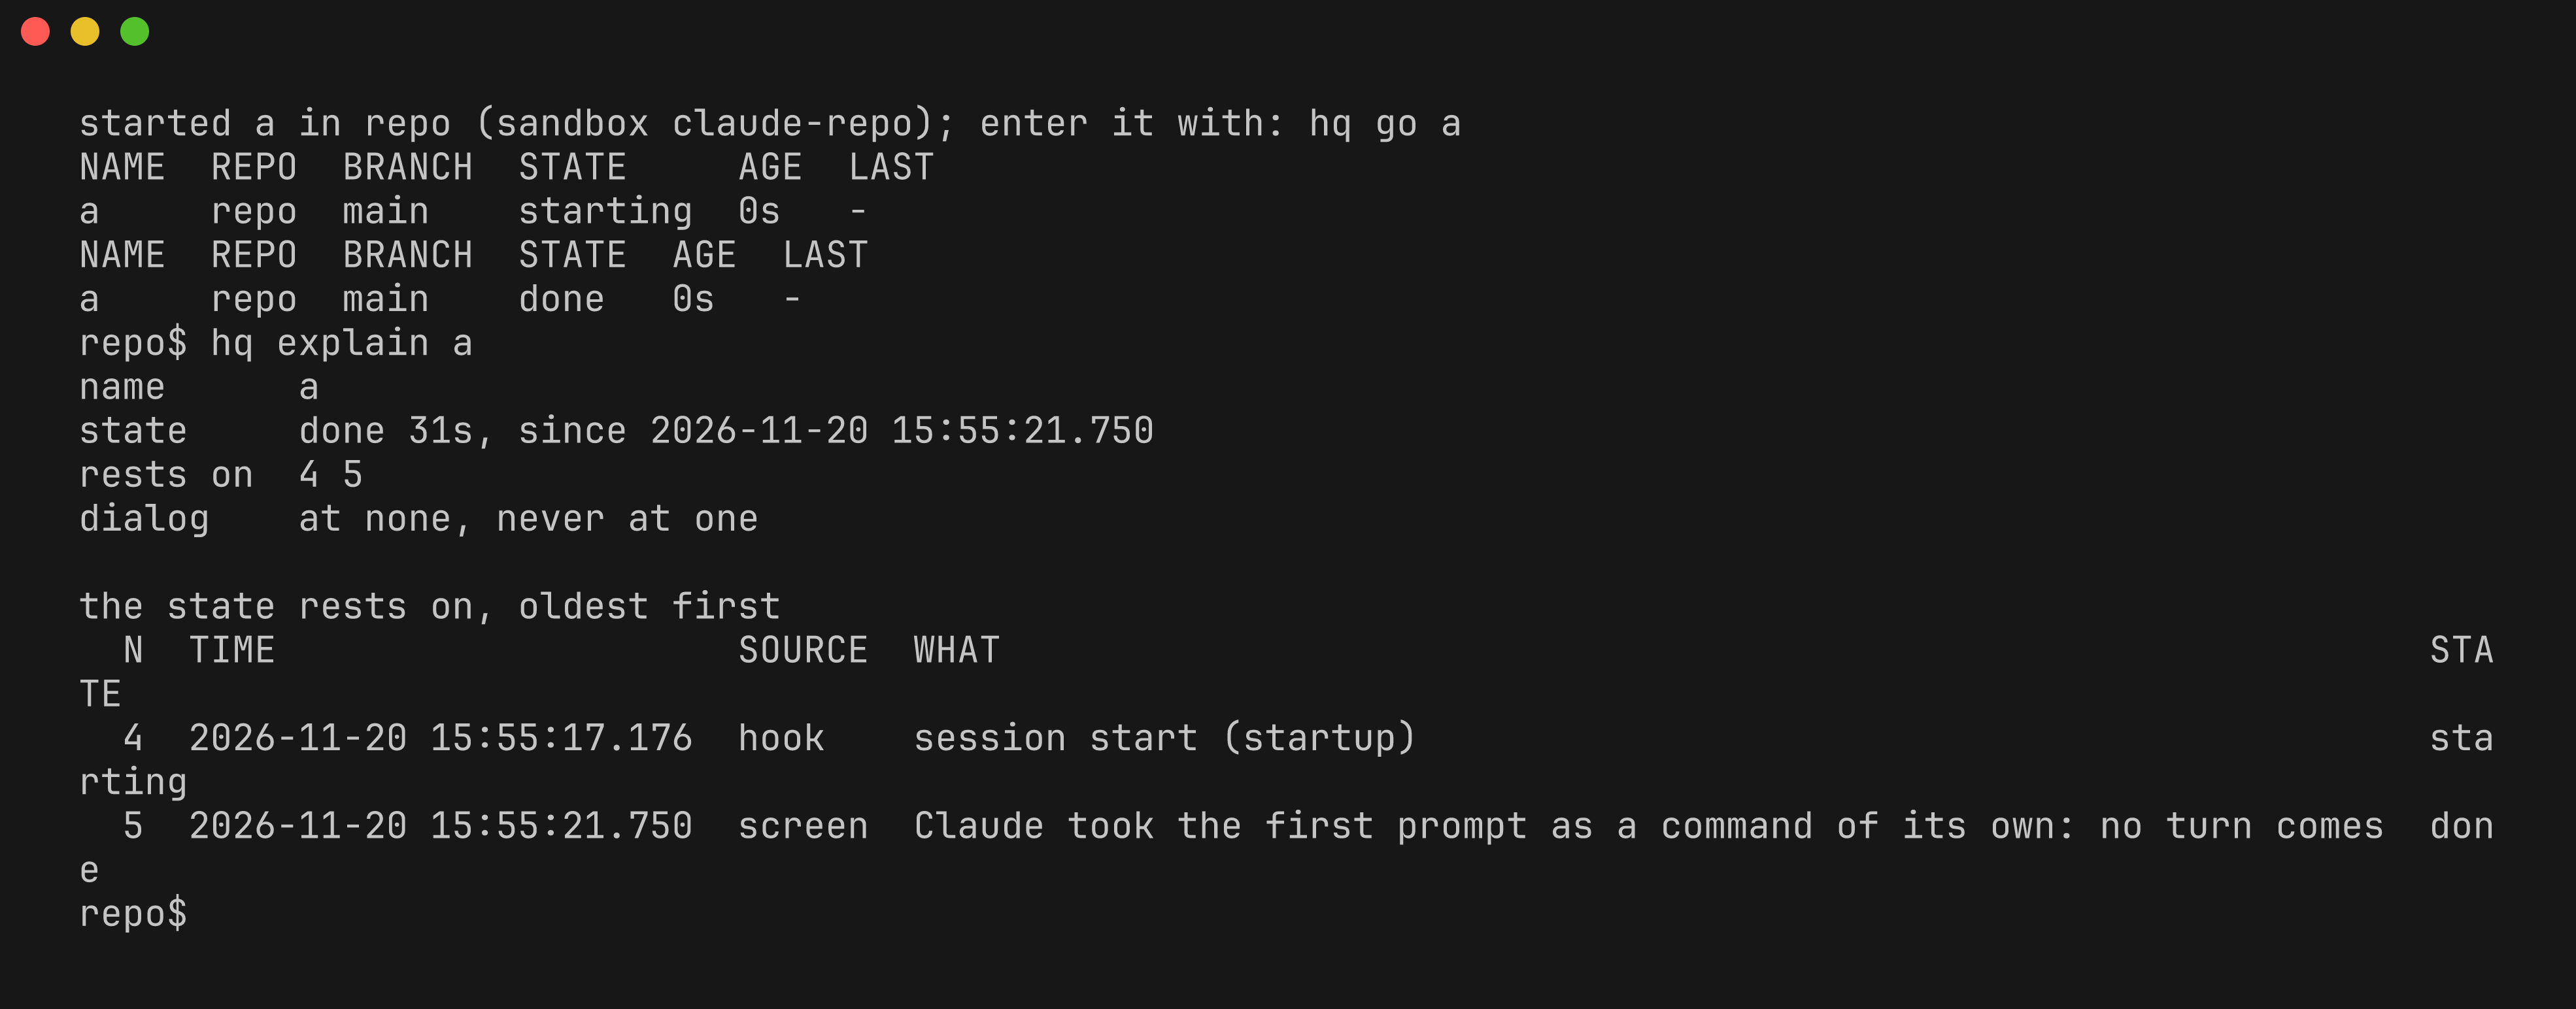 started a in repo (sandbox claude-repo); enter it with: hq go a
NAME  REPO  BRANCH  STATE     AGE  LAST
a     repo  main    starting  0s   -
NAME  REPO  BRANCH  STATE  AGE  LAST
a     repo  main    done   0s   -
repo$ hq explain a
name      a
state     done 31s, since 2026-11-20 15:55:21.750
rests on  4 5
dialog    at none, never at one

the state rests on, oldest first
  N  TIME                     SOURCE  WHAT                                                                 STA
TE
  4  2026-11-20 15:55:17.176  hook    session start (startup)                                              sta
rting
  5  2026-11-20 15:55:21.750  screen  Claude took the first prompt as a command of its own: no turn comes  don
e
repo$